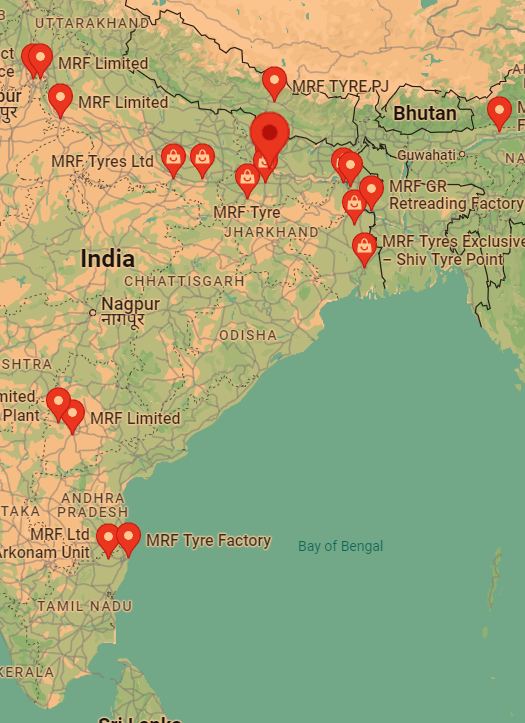 UTTARAKHAND
ct
MRF Limited
ce
pur
पुर
MRF Limited
MRF TYRE,PJ
Bhutan
M
F
Guwahati
NA
MRF Tyres Ltd
MRF GR
Retreading Factory
MRF Tyre
JHARKHAND
MRF Tyres Exclusive
– Shiv Tyre Point
India
CHHATTISGARH
Nagpur
नागपुर
ODISHA
SHTRA
mited,
Plant
MRF Limited
ANDHRA
PRADESH
TAKA
MRF Ltd
Arkonam Unit
MRF Tyre Factory
Bay of Bengal
TAMIL NADU
KERALA
Sri Lanka